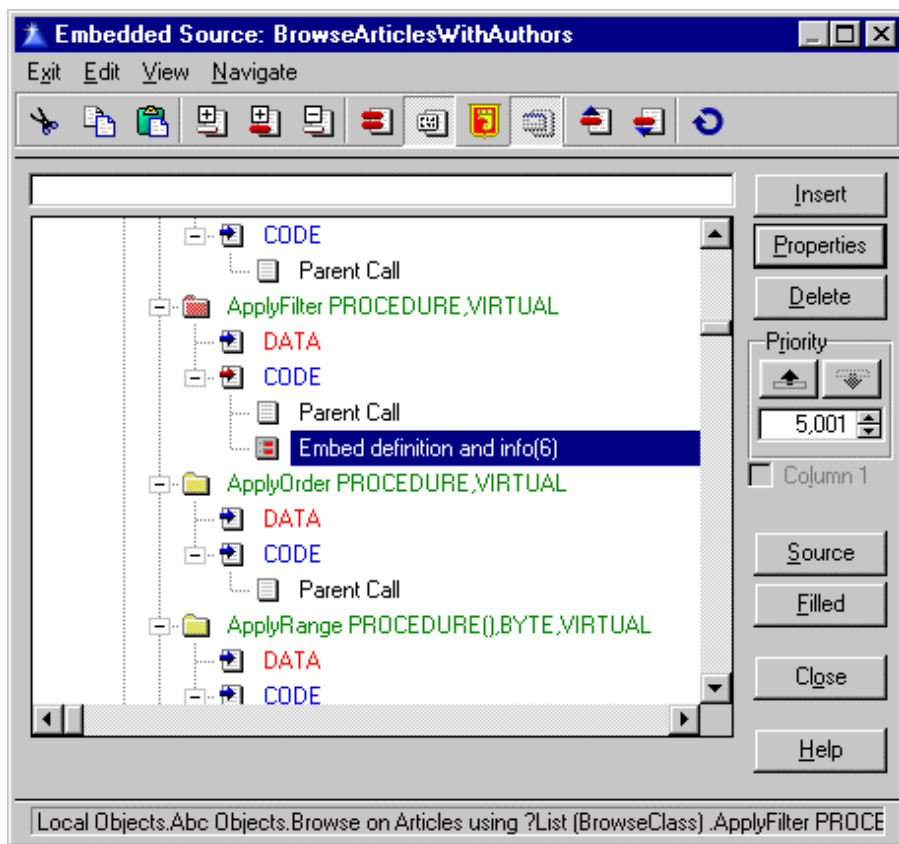 Embedded Source: BrowseArticlesWithAuthors
Exit Edit View Navigate
Insert
CODE
Properties
Parent Call
Delete
ApplyFilter PROCEDURE,VIRTUAL
DATA
Priority
CODE
Parent Call
5,001
Embed definition and info(6)
Column 1
ApplyOrder PROCEDURE,VIRTUAL
DATA
CODE
Source
Parent Call
Filled
ApplyRange PROCEDURE(),BYTE,VIRTUAL
DATA
Close
CODE
Help
Local Objects.Abc Objects.Browse on Articles using ?List (BrowseClass) .ApplyFilter PROCE